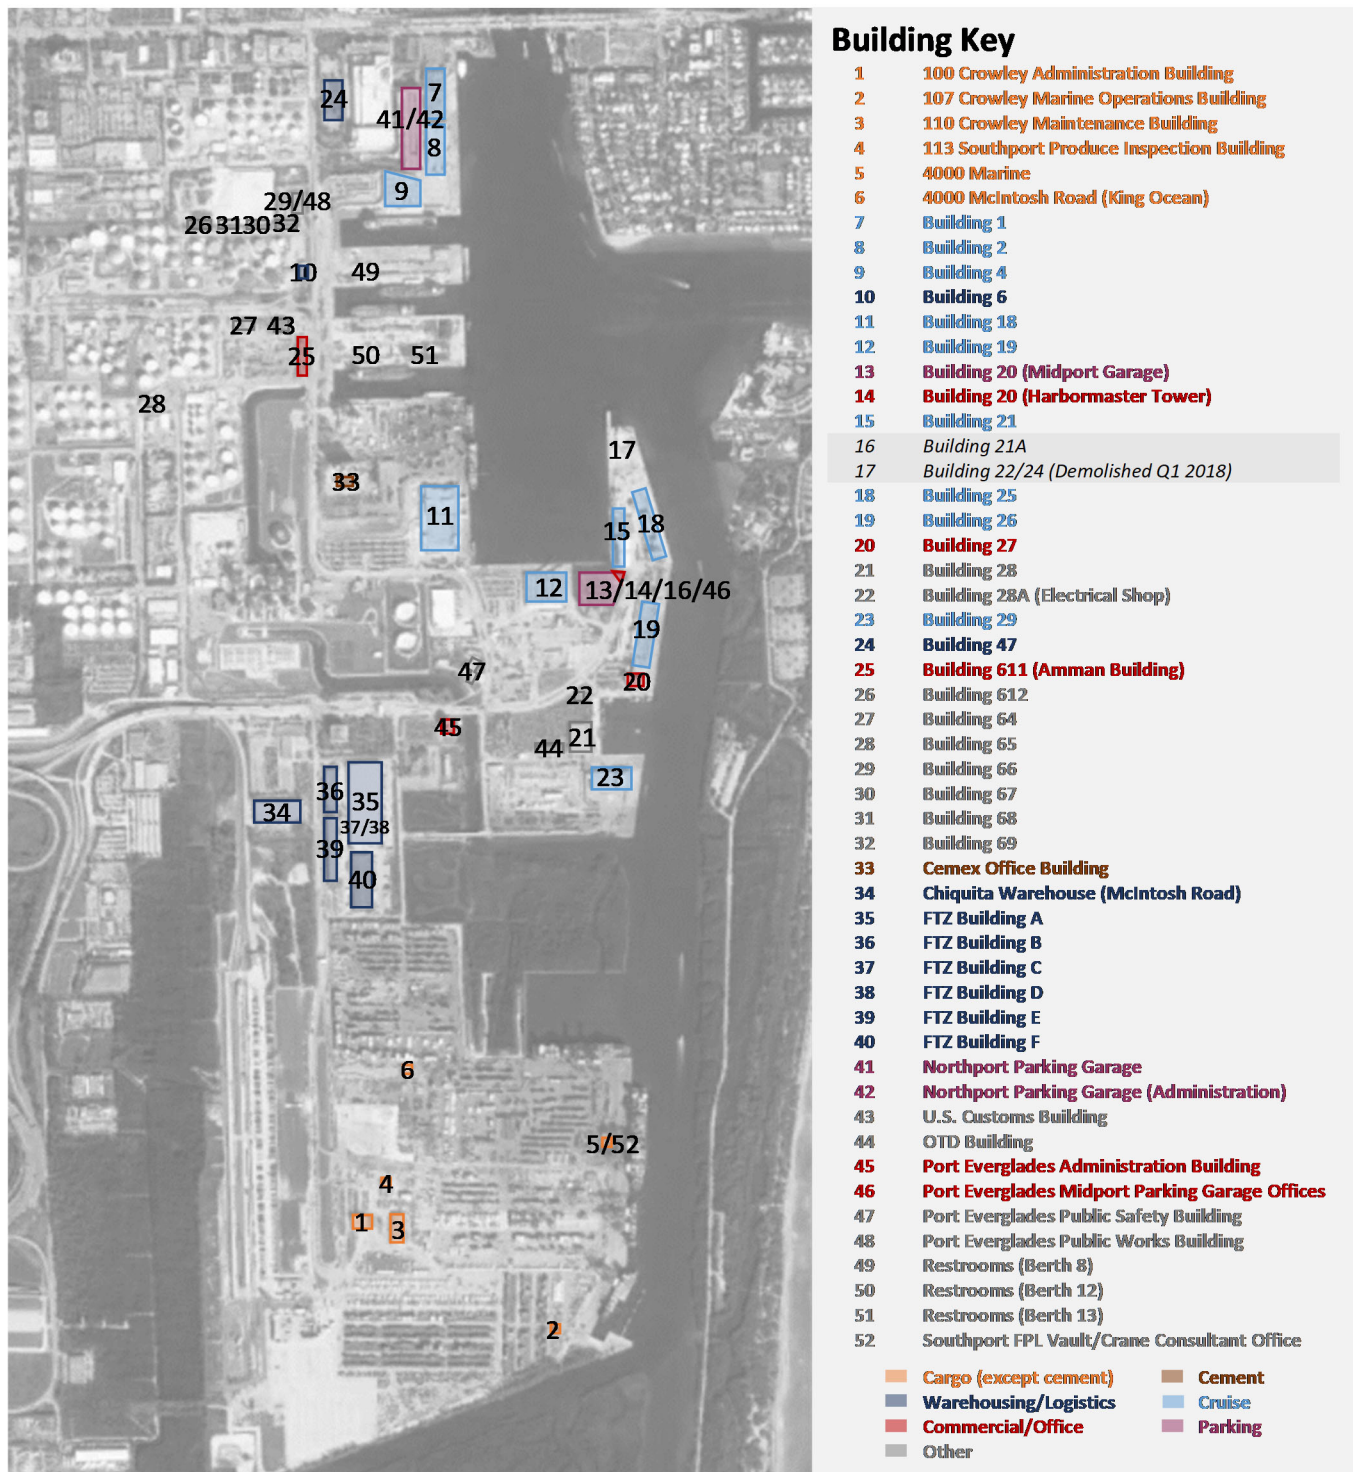 Building Key
1 100 Crowley Administration Building
2 107 Crowley Marine Operations Building
3 110 Crowley Maintenance Building
4 113 Southport Produce Inspection Building
5 4000 Marine
6 4000 McIntosh Road (King Ocean)
7 Building 1
8 Building 2
9 Building 4
10 Building 6
11 Building 18
12 Building 19
13 Building 20 (Midport Garage)
14 Building 20 (Harbormaster Tower)
15 Building 21
16 Building 21A
17 Building 22/24 (Demolished Q1 2018)
18 Building 25
19 Building 26
20 Building 27
21 Building 28
22 Building 28A (Electrical Shop)
23 Building 29
24 Building 47
25 Building 611 (Amman Building)
26 Building 612
27 Building 64
28 Building 65
29 Building 66
30 Building 67
31 Building 68
32 Building 69
33 Cemex Office Building
34 Chiquita Warehouse (McIntosh Road)
35 FTZ Building A
36 FTZ Building B
37 FTZ Building C
38 FTZ Building D
39 FTZ Building E
40 FTZ Building F
41 Northport Parking Garage
42 Northport Parking Garage (Administration)
43 U.S. Customs Building
44 OTD Building
45 Port Everglades Administration Building
46 Port Everglades Midport Parking Garage Offices
47 Port Everglades Public Safety Building
48 Port Everglades Public Works Building
49 Restrooms (Berth 8)
50 Restrooms (Berth 12)
51 Restrooms (Berth 13)
52 Southport FPL Vault/Crane Consultant Office
Cargo (except cement) Cement
Warehousing/Logistics Cruise
Commercial/Office Parking
Other
24
7
41/42
8
9
29/48
26 31 30 32
10
49
27 43
25
50
51
28
17
33
11
15
18
12
13/14/16/46
19
47
20
22
45
21
44
23
36
35
34
37/38
39
40
6
5/52
4
1
3
2